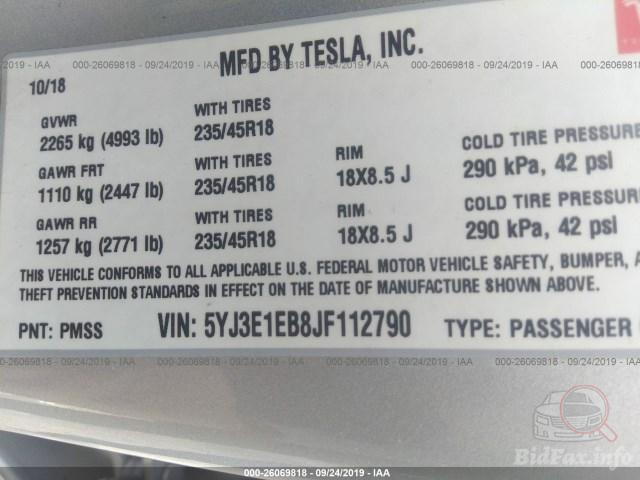 000-26069818 - 09/24/2019 - IAA
MFD BY TESLA, INC.
10/18
GVWR
2265 kg (4993 lb)
WITH TIRES
235/45R18
COLD TIRE PRESSURE
290 kPa, 42 psi
GAWR FRT
1110 kg (2447 lb)
WITH TIRES
235/45R18
RIM
18X8.5 J
COLD TIRE PRESSURE
290 kPa, 42 psi
GAWR RR
1257 kg (2771 lb)
WITH TIRES
235/45R18
RIM
18X8.5 J
THIS VEHICLE CONFORMS TO ALL APPLICABLE U.S. FEDERAL MOTOR VEHICLE SAFETY, BUMPER,
THEFT PREVENTION STANDARDS IN EFFECT ON THE DATE OF MANUFACTURE SHOWN ABOVE.
PNT: PMSS
VIN: 5YJ3E1EB8JF112790
TYPE: PASSENGER
000-26069818 - 09/24/2019 - IAA
000-26069818 - 09/24/2019 - IAA
BidFax.info